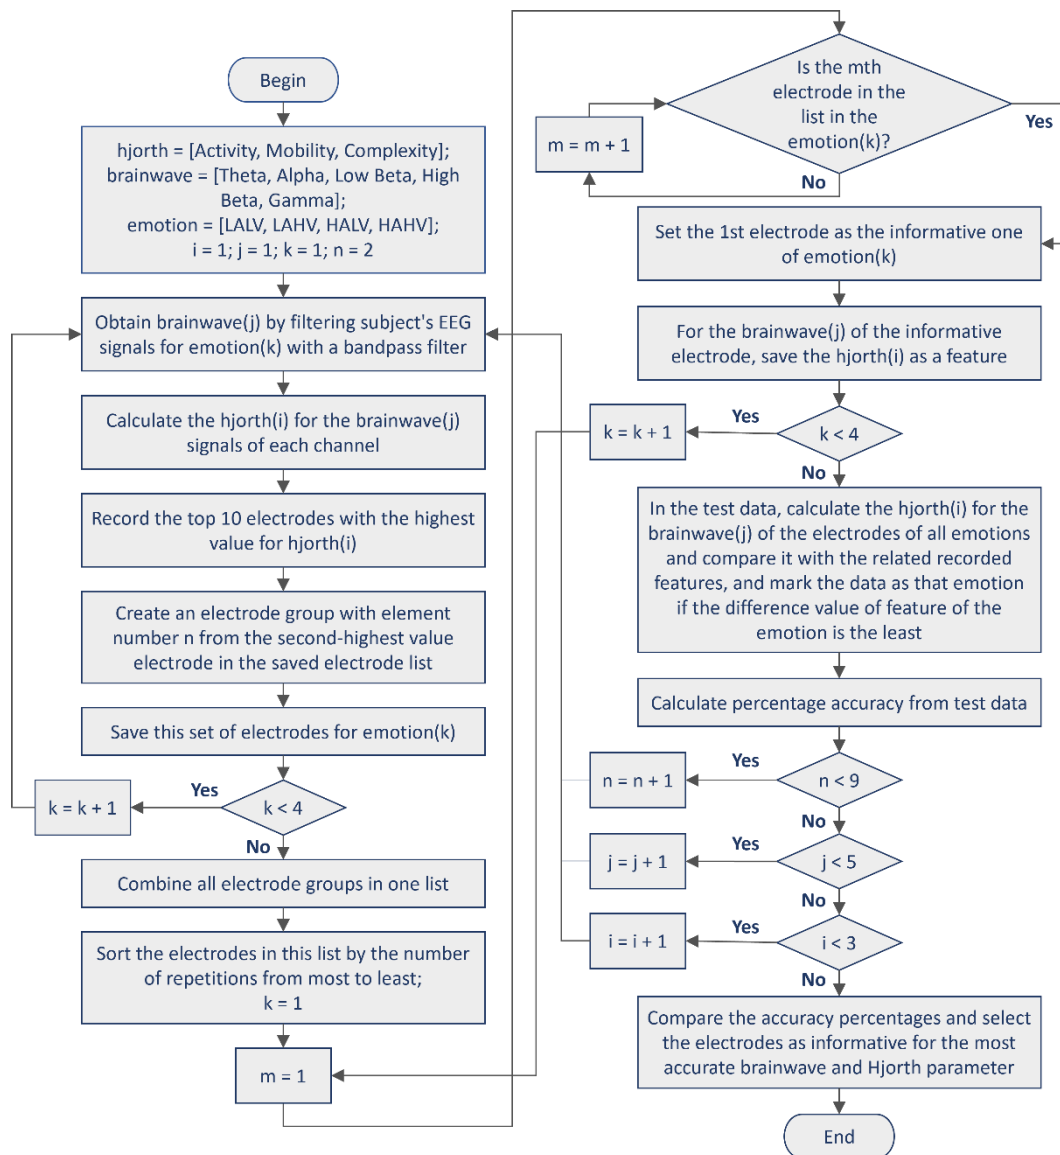 Begin
hjorth = [Activity, Mobility, Complexity];
brainwave = [Theta, Alpha, Low Beta, High
Beta, Gamma];
emotion = [LALV, LAHV, HALV, HAHV];
i = 1; j = 1; k = 1; n = 2
Obtain brainwave(j) by filtering subject's EEG
signals for emotion(k) with a bandpass filter
Calculate the hjorth(i) for the brainwave(j)
signals of each channel
Record the top 10 electrodes with the highest
value for hjorth(i)
Create an electrode group with element
number n from the second-highest value
electrode in the saved electrode list
Save this set of electrodes for emotion(k)
k < 4
Yes
k = k + 1
No
Combine all electrode groups in one list
Sort the electrodes in this list by the number
of repetitions from most to least;
k = 1
m = 1
Is the mth
electrode in the
list in the
emotion(k)?
Yes
m = m + 1
No
Set the 1st electrode as the informative one
of emotion(k)
For the brainwave(j) of the informative
electrode, save the hjorth(i) as a feature
k < 4
Yes
k = k + 1
No
In the test data, calculate the hjorth(i) for the
brainwave(j) of the electrodes of all emotions
and compare it with the related recorded
features, and mark the data as that emotion
if the difference value of feature of the
emotion is the least
Calculate percentage accuracy from test data
n < 9
Yes
n = n + 1
No
j < 5
Yes
j = j + 1
No
i < 3
Yes
i = i + 1
No
Compare the accuracy percentages and select
the electrodes as informative for the most
accurate brainwave and Hjorth parameter
End